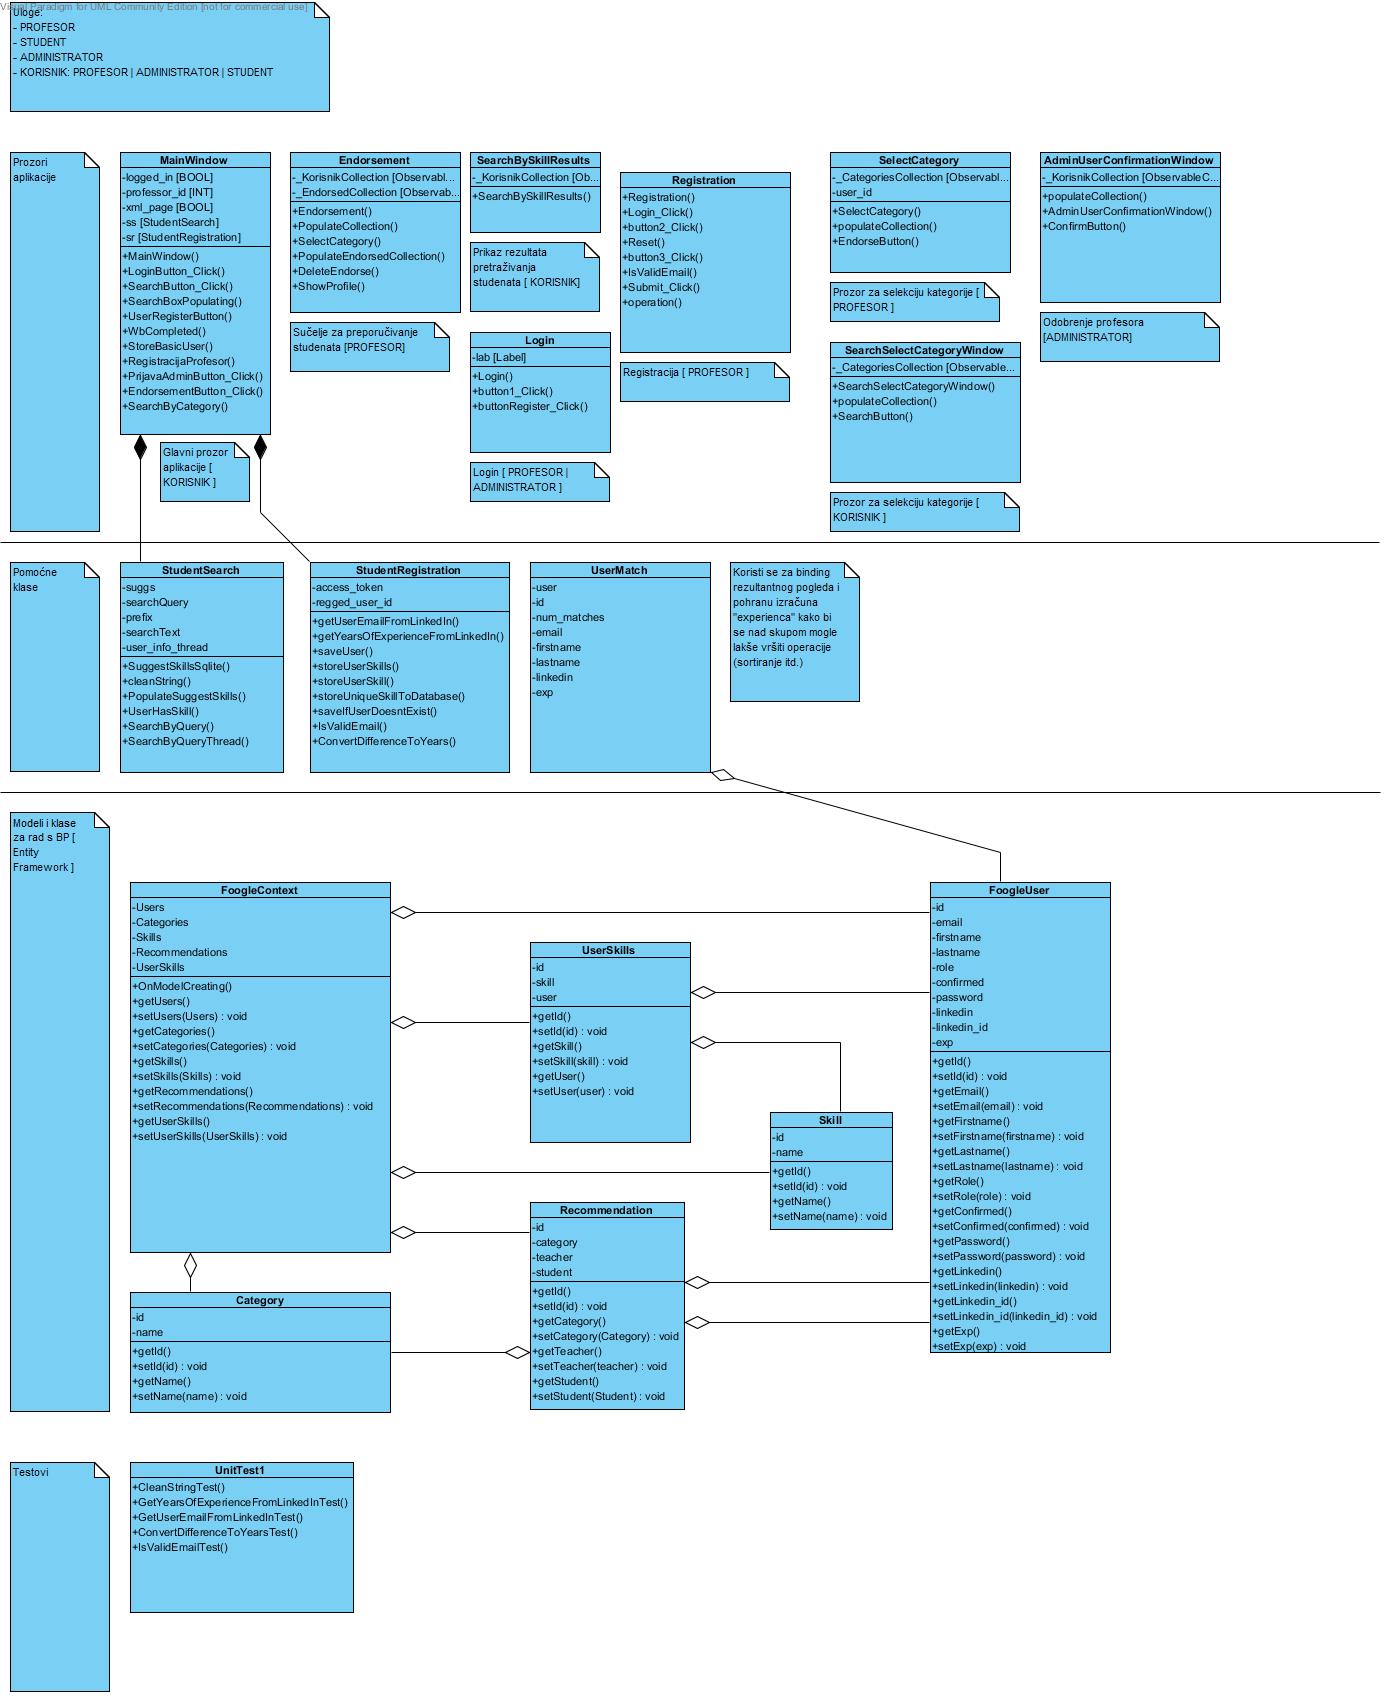 Visual Paradigm for UML Community Edition [not for commercial use]
Uloge:
- PROFESOR
- STUDENT
- ADMINISTRATOR
- KORISNIK: PROFESOR | ADMINISTRATOR | STUDENT
Prozori
aplikacije
MainWindow
-logged_in [BOOL]
-professor_id [INT]
-xml_page [BOOL]
-ss [StudentSearch]
-sr [StudentRegistration]
+MainWindow()
+LoginButton_Click()
+SearchButton_Click()
+SearchBoxPopulating()
+UserRegisterButton()
+WbCompleted()
+StoreBasicUser()
+RegistracijaProfesor()
+PrijavaAdminButton_Click()
+EndorsementButton_Click()
+SearchByCategory()
Glavni prozor
aplikacije [
KORISNIK ]
Endorsement
-_KorisnikCollection [Observabl...
-_EndorsedCollection [Observab...
+Endorsement()
+PopulateCollection()
+SelectCategory()
+PopulateEndorsedCollection()
+DeleteEndorse()
+ShowProfile()
Sučelje za preporučivanje
studenata [PROFESOR]
SearchBySkillResults
-_KorisnikCollection [Ob...
+SearchBySkillResults()
Prikaz rezultata
pretraživanja
studenata [ KORISNIK]
Login
-lab [Label]
+Login()
+button1_Click()
+buttonRegister_Click()
Login [ PROFESOR |
ADMINISTRATOR ]
Registration
+Registration()
+Login_Click()
+button2_Click()
+Reset()
+button3_Click()
+IsValidEmail()
+Submit_Click()
+operation()
Registracija [ PROFESOR ]
SelectCategory
-_CategoriesCollection [Observabl...
-user_id
+SelectCategory()
+populateCollection()
+EndorseButton()
Prozor za selekciju kategorije [
PROFESOR ]
SearchSelectCategoryWindow
-_CategoriesCollection [Observable...
+SearchSelectCategoryWindow()
+populateCollection()
+SearchButton()
Prozor za selekciju kategorije [
KORISNIK ]
AdminUserConfirmationWindow
-_KorisnikCollection [ObservableC...
+populateCollection()
+AdminUserConfirmationWindow()
+ConfirmButton()
Odobrenje profesora
[ADMINISTRATOR]
Pomoćne
klase
StudentSearch
-suggs
-searchQuery
-prefix
-searchText
-user_info_thread
+SuggestSkillsSqlite()
+cleanString()
+PopulateSuggestSkills()
+UserHasSkill()
+SearchByQuery()
+SearchByQueryThread()
StudentRegistration
-access_token
-regged_user_id
+getUserEmailFromLinkedIn()
+getYearsOfExperienceFromLinkedIn()
+saveUser()
+storeUserSkills()
+storeUserSkill()
+storeUniqueSkillToDatabase()
+saveIfUserDoesntExist()
+IsValidEmail()
+ConvertDifferenceToYears()
UserMatch
-user
-id
-num_matches
-email
-firstname
-lastname
-linkedin
-exp
Koristi se za binding
rezultantnog pogleda i
pohranu izračuna
"experienca" kako bi
se nad skupom mogle
lakše vršiti operacije
(sortiranje itd.)
Modeli i klase
za rad s BP [
Entity
Framework ]
FoogleContext
-Users
-Categories
-Skills
-Recommendations
-UserSkills
+OnModelCreating()
+getUsers()
+setUsers(Users) : void
+getCategories()
+setCategories(Categories) : void
+getSkills()
+setSkills(Skills) : void
+getRecommendations()
+setRecommendations(Recommendations) : void
+getUserSkills()
+setUserSkills(UserSkills) : void
UserSkills
-id
-skill
-user
+getId()
+setId(id) : void
+getSkill()
+setSkill(skill) : void
+getUser()
+setUser(user) : void
Skill
-id
-name
+getId()
+setId(id) : void
+getName()
+setName(name) : void
FoogleUser
-id
-email
-firstname
-lastname
-role
-confirmed
-password
-linkedin
-linkedin_id
-exp
+getId()
+setId(id) : void
+getEmail()
+setEmail(email) : void
+getFirstname()
+setFirstname(firstname) : void
+getLastname()
+setLastname(lastname) : void
+getRole()
+setRole(role) : void
+getConfirmed()
+setConfirmed(confirmed) : void
+getPassword()
+setPassword(password) : void
+getLinkedin()
+setLinkedin(linkedin) : void
+getLinkedin_id()
+setLinkedin_id(linkedin_id) : void
+getExp()
+setExp(exp) : void
Recommendation
-id
-category
-teacher
-student
+getId()
+setId(id) : void
+getCategory()
+setCategory(Category) : void
+getTeacher()
+setTeacher(teacher) : void
+getStudent()
+setStudent(Student) : void
Category
-id
-name
+getId()
+setId(id) : void
+getName()
+setName(name) : void
Testovi
UnitTest1
+CleanStringTest()
+GetYearsOfExperienceFromLinkedInTest()
+GetUserEmailFromLinkedInTest()
+ConvertDifferenceToYearsTest()
+IsValidEmailTest()